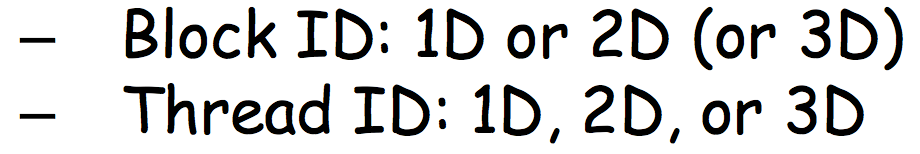 – Block ID: 1D or 2D (or 3D)
– Thread ID: 1D, 2D, or 3D